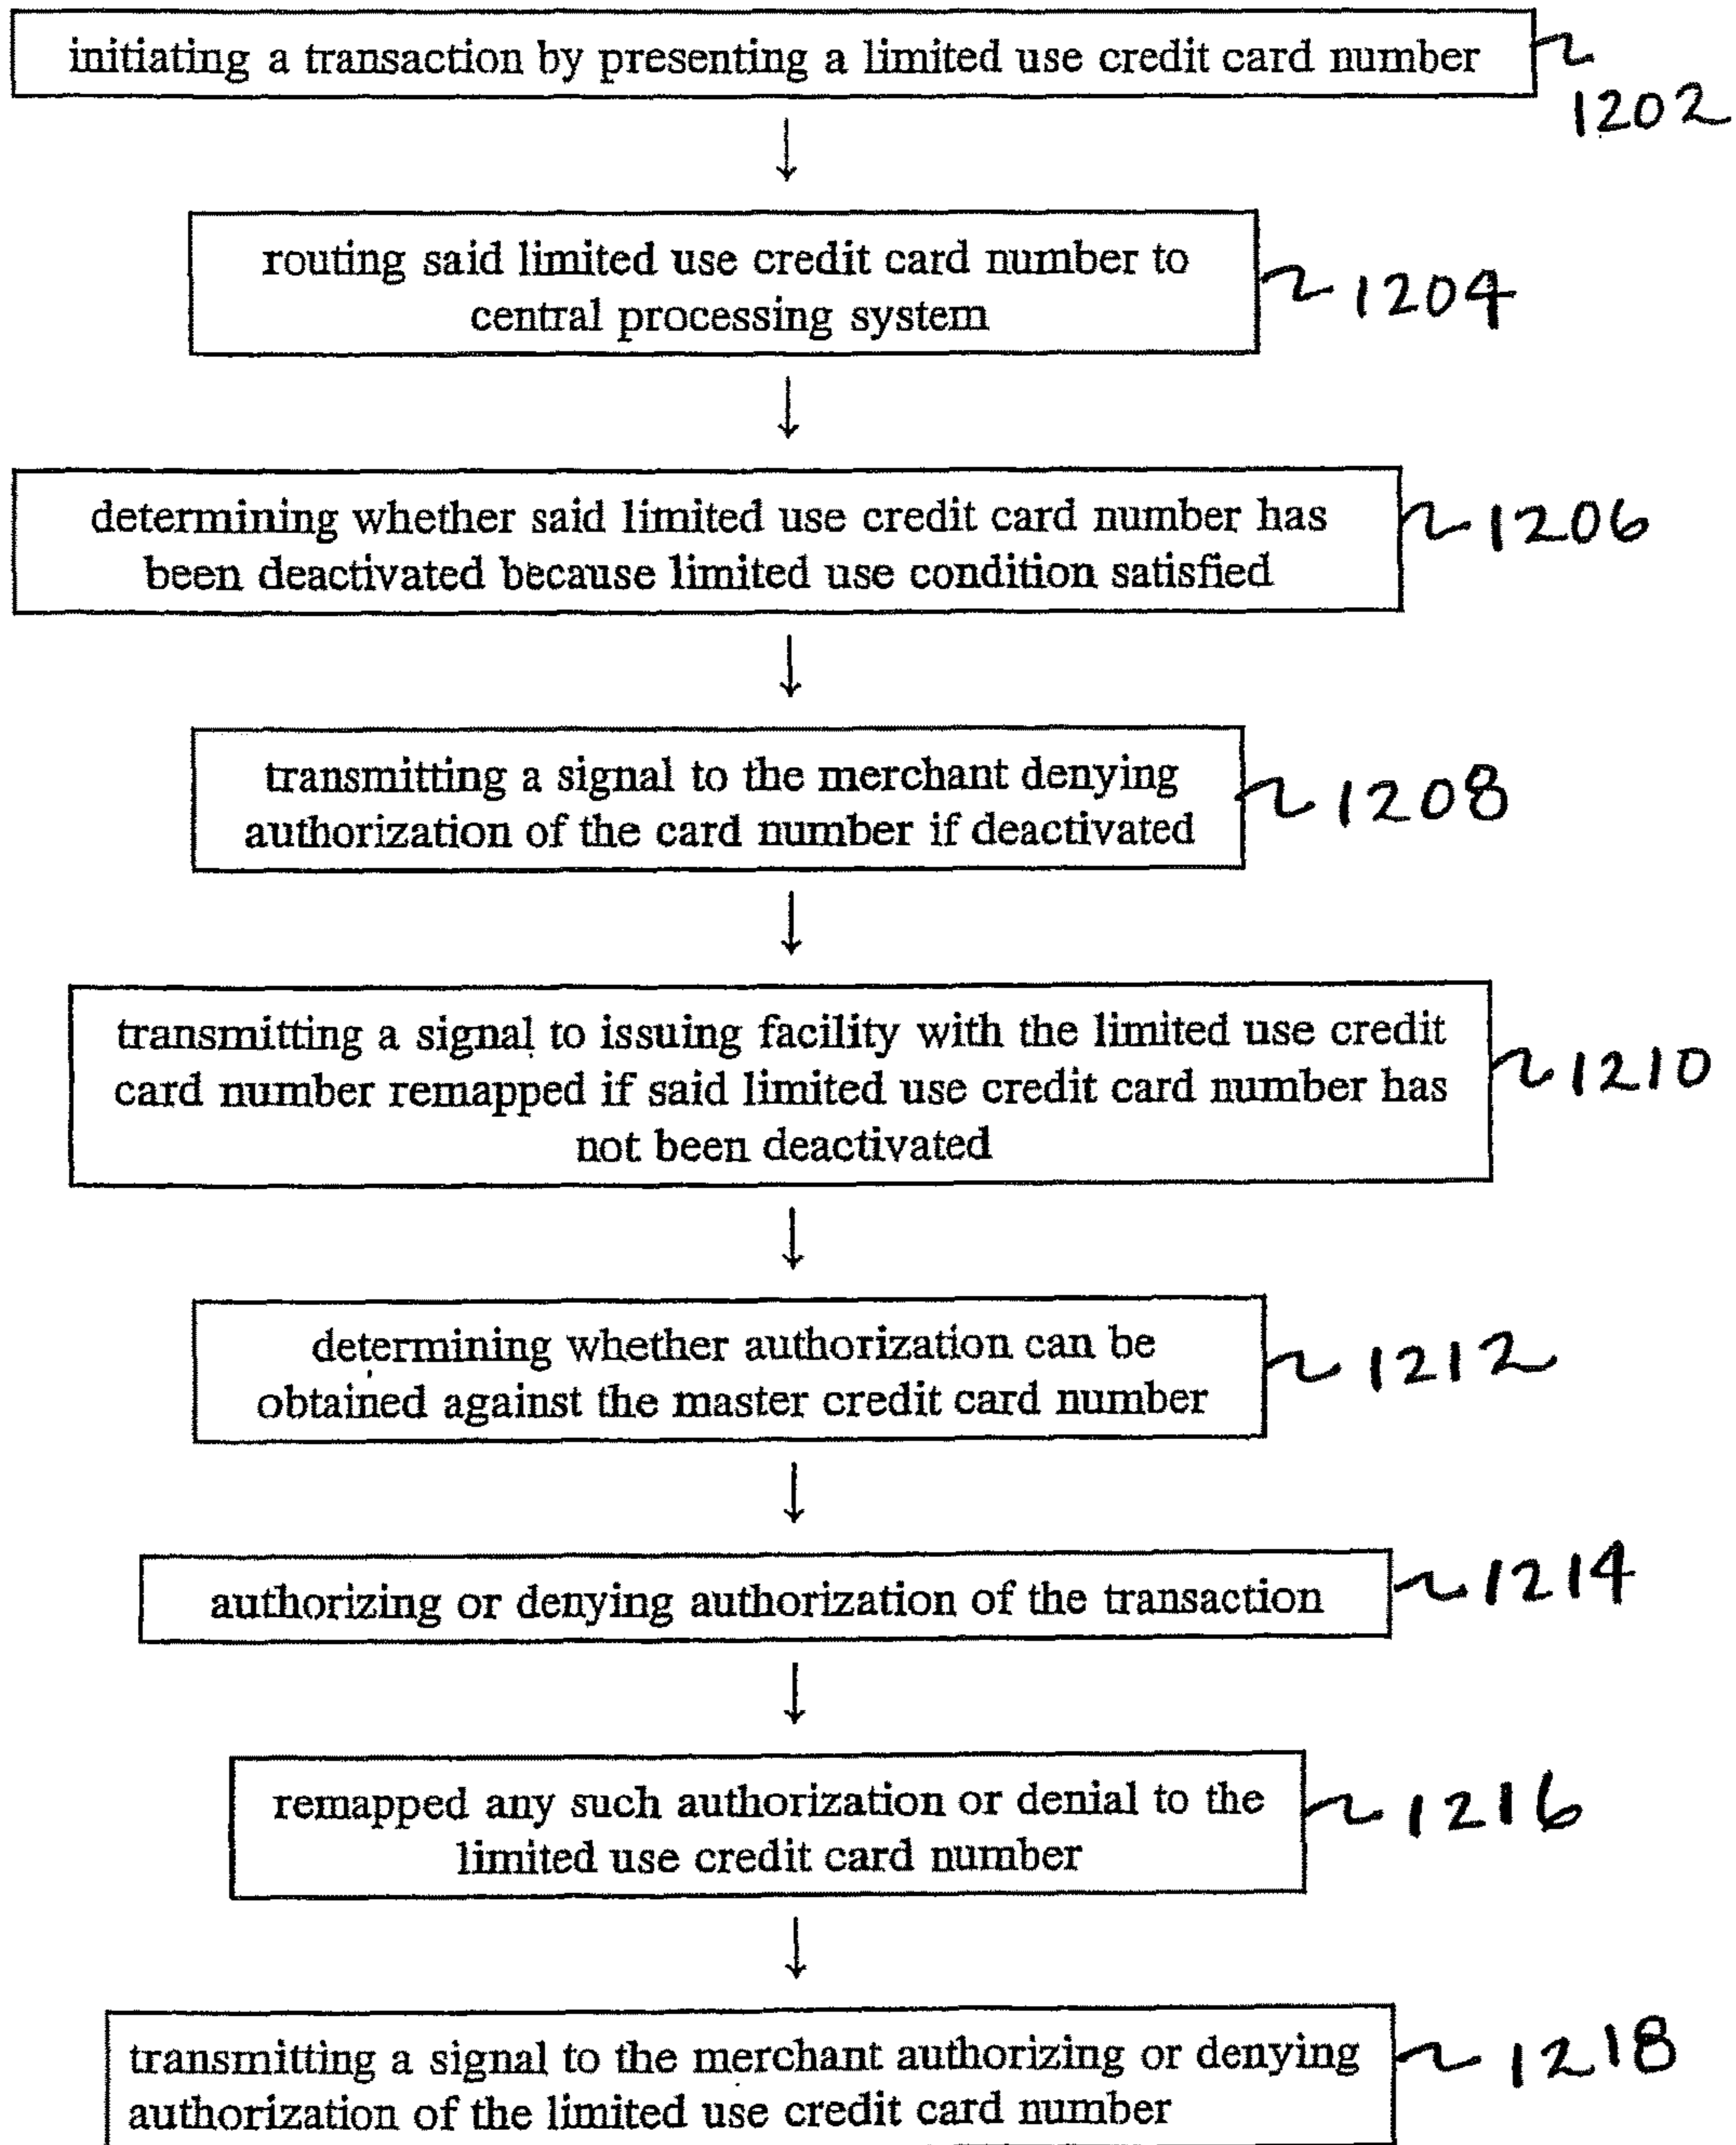 initiating a transaction by presenting a limited use credit card number
1202
routing said limited use credit card number to
central processing system
1204
determining whether said limited use credit card number has
been deactivated because limited use condition satisfied
1206
transmitting a signal to the merchant denying
authorization of the card number if deactivated
1208
transmitting a signal to issuing facility with the limited use credit
card number remapped if said limited use credit card number has
not been deactivated
1210
determining whether authorization can be
obtained against the master credit card number
1212
authorizing or denying authorization of the transaction
1214
remapped any such authorization or denial to the
limited use credit card number
1216
transmitting a signal to the merchant authorizing or denying
authorization of the limited use credit card number
1218